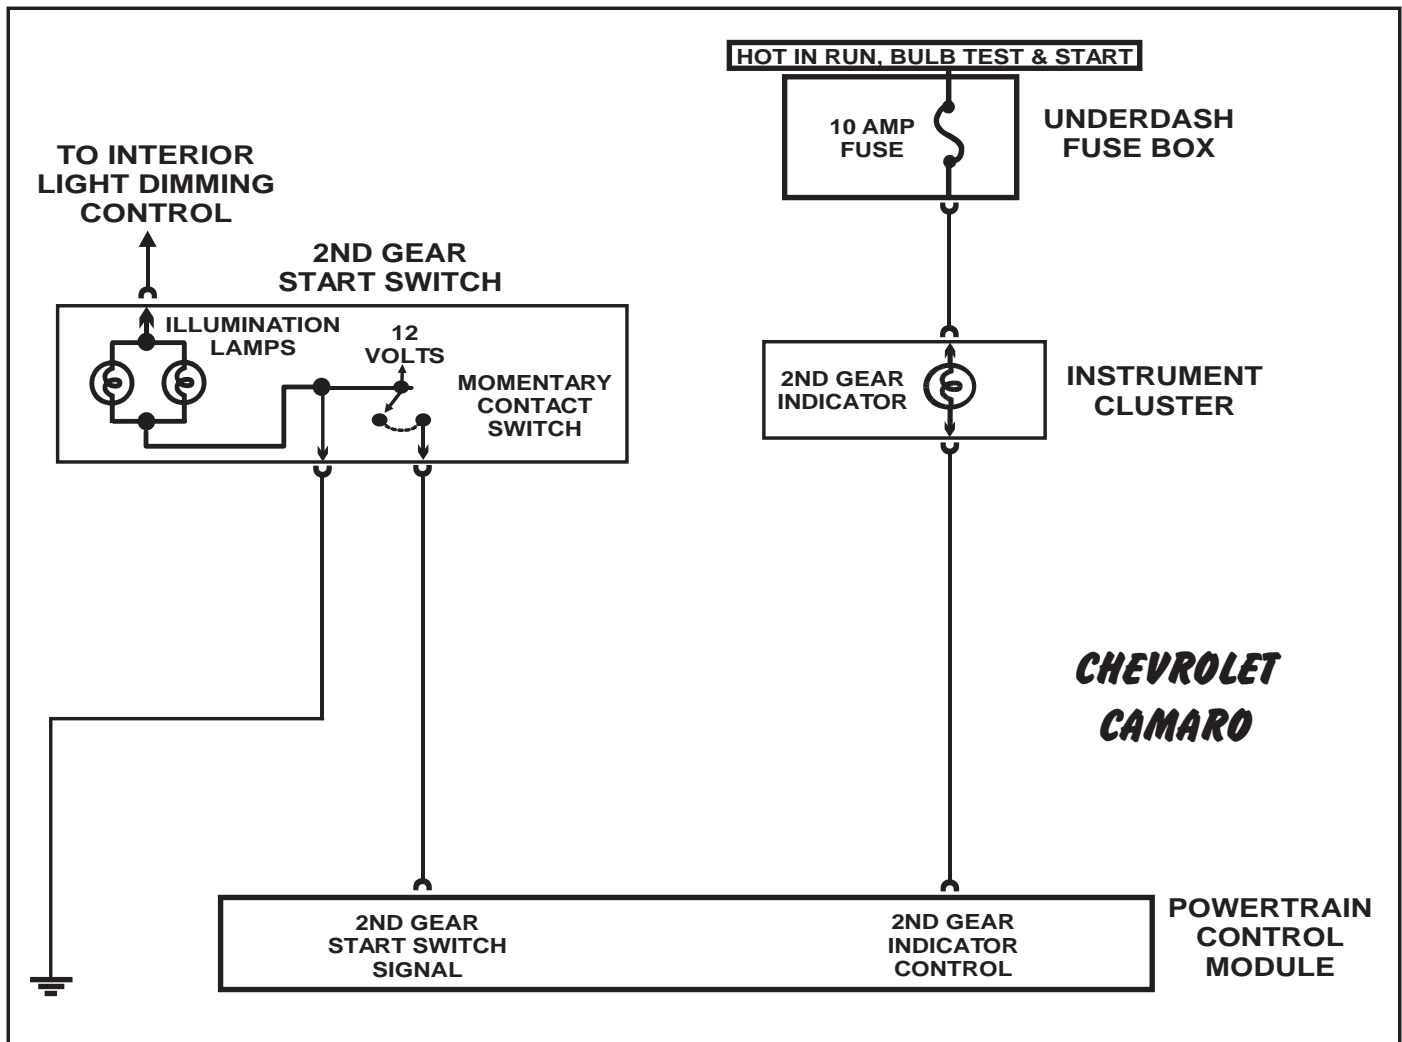 HOT IN RUN, BULB TEST & START
10 AMP
FUSE
UNDERDASH
FUSE BOX
TO INTERIOR
LIGHT DIMMING
CONTROL
2ND GEAR
START SWITCH
ILLUMINATION
LAMPS
12
VOLTS
MOMENTARY
CONTACT
SWITCH
2ND GEAR
INDICATOR
INSTRUMENT
CLUSTER
CHEVROLET
CAMARO
2ND GEAR
START SWITCH
SIGNAL
2ND GEAR
INDICATOR
CONTROL
POWERTRAIN
CONTROL
MODULE